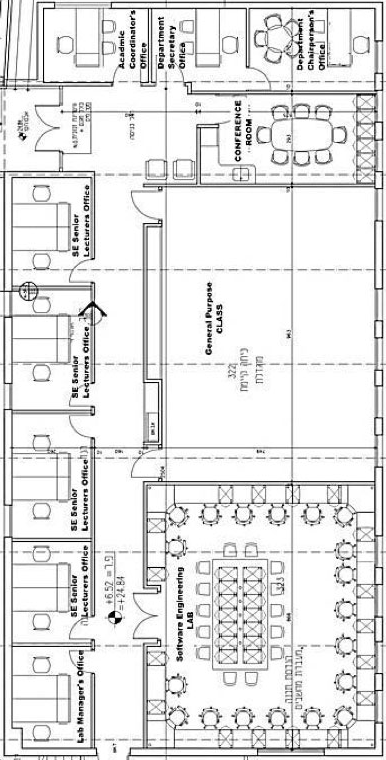 Acadmic
Coordinator's
Office
Department
Secretary
Office
Department
Chairperson's
Office
CONFERENCE
ROOM
SE Senior
Lecturers Office
General Purpose
CLASS
322
כיתה קיימת
SE Senior
Lecturers Office
SE Senior
Lecturers Office
SE Senior
Lecturers Office
+6.52 = פ.ר
=+24.84
Software Engineering
LAB
323
Lab Manager's Office